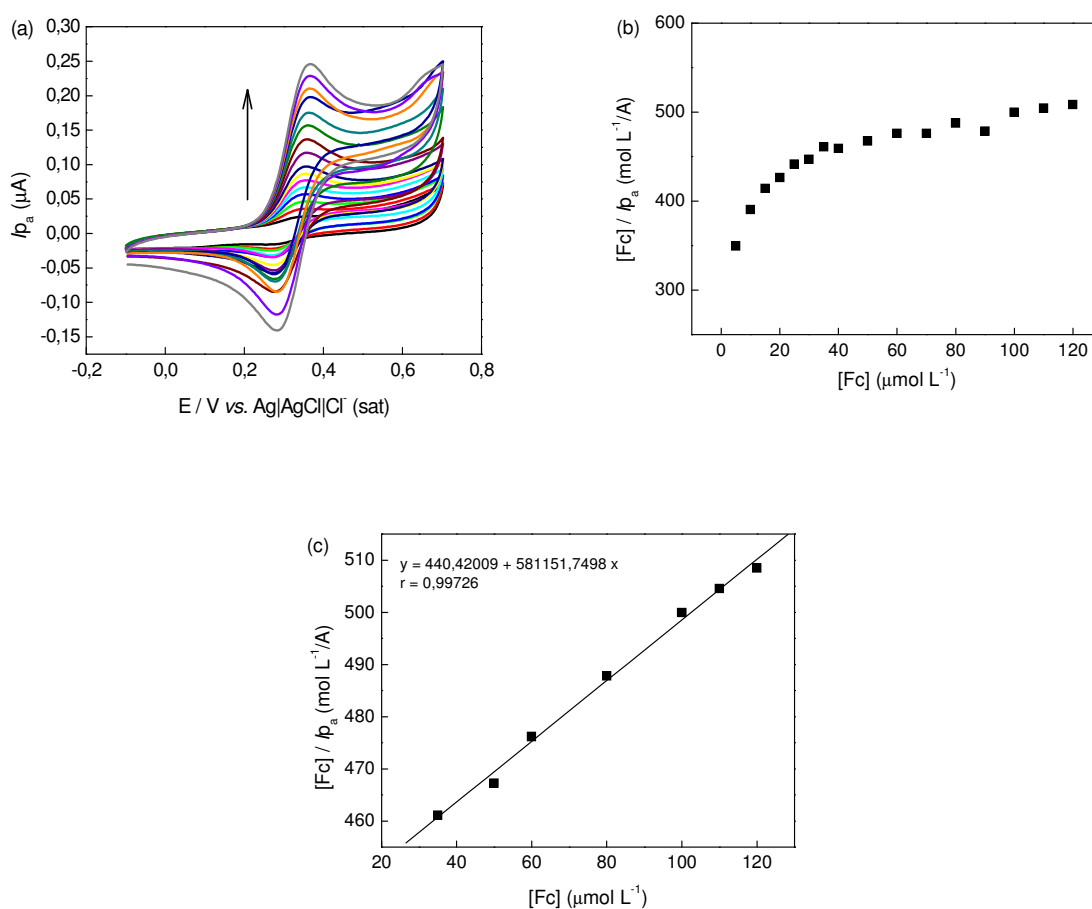 (a)
0,30
0,25
0,20
0,15
0,10
0,05
0,00
-0,05
-0,10
-0,15
Ip_a (μA)
-0,2 0,0 0,2 0,4 0,6 0,8
E / V vs. Ag|AgCl||Cl⁻ (sat)
(b)
600
500
400
300
[Fc] / Ip_a (mol L⁻¹/A)
0 20 40 60 80 100 120
[Fc] (μmol L⁻¹)
(c)
y = 440,42009 + 581151,7498 x
r = 0,99726
510
500
490
480
470
460
[Fc] / Ip_a (mol L⁻¹/A)
20 40 60 80 100 120
[Fc] (μmol L⁻¹)